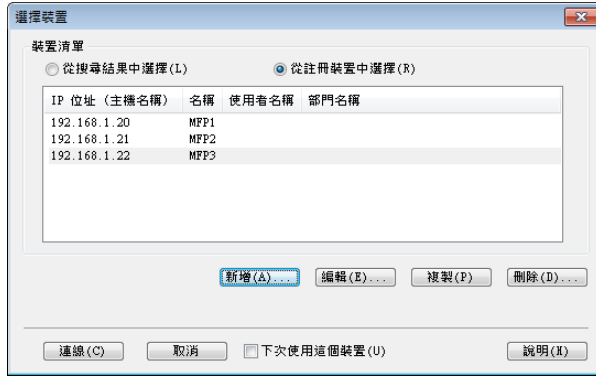 選擇裝置
裝置清單
從搜尋結果中選擇(L) 從註冊裝置中選擇(R)
IP 位址 (主機名稱) 名稱 使用者名稱 部門名稱
192.168.1.20 MFP1
192.168.1.21 MFP2
192.168.1.22 MFP3
新增(A)... 編輯(E)... 複製(P) 刪除(D)...
連線(C) 取消 下次使用這個裝置(U) 說明(H)